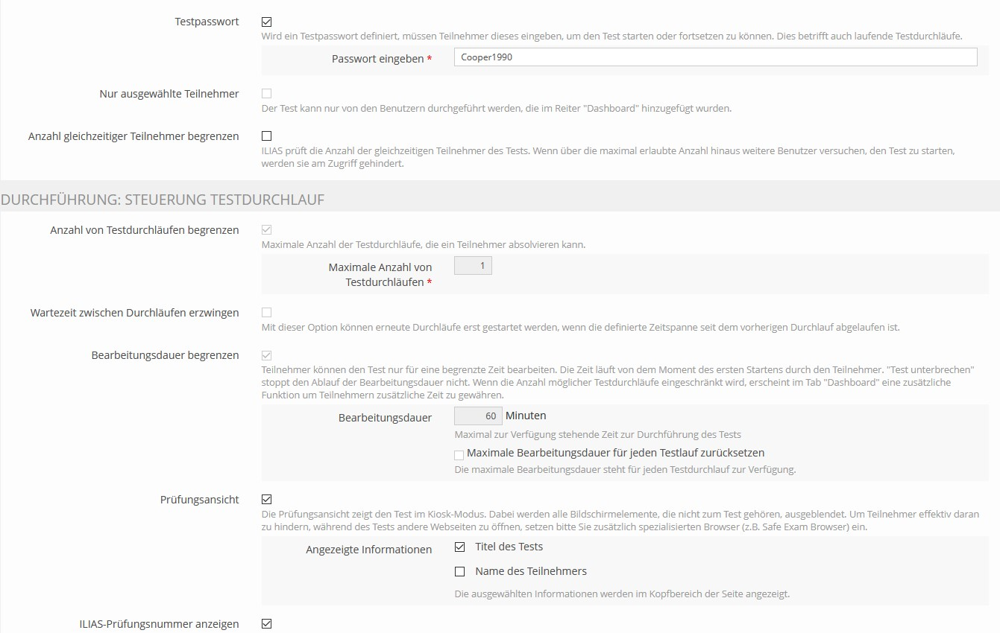 Testpasswort
Wird ein Testpasswort definiert, müssen Teilnehmer dieses eingeben, um den Test starten oder fortsetzen zu können. Dies betrifft auch laufende Testdurchläufe.
Passwort eingeben *
Cooper1990
Nur ausgewählte Teilnehmer
Der Test kann nur von den Benutzern durchgeführt werden, die im Reiter "Dashboard" hinzugefügt wurden.
Anzahl gleichzeitiger Teilnehmer begrenzen
ILIAS prüft die Anzahl der gleichzeitigen Teilnehmer des Tests. Wenn über die maximal erlaubte Anzahl hinaus weitere Benutzer versuchen, den Test zu starten,
werden sie am Zugriff gehindert.
DURCHFÜHRUNG: STEUERUNG TESTDURCHLAUF
Anzahl von Testdurchläufen begrenzen
Maximale Anzahl der Testdurchläufe, die ein Teilnehmer absolvieren kann.
Maximale Anzahl von
Testdurchläufen *
1
Wartezeit zwischen Durchläufen erzwingen
Mit dieser Option können erneute Durchläufe erst gestartet werden, wenn die definierte Zeitspanne seit dem vorherigen Durchlauf abgelaufen ist.
Bearbeitungsdauer begrenzen
Teilnehmer können den Test nur für eine begrenzte Zeit bearbeiten. Die Zeit läuft von dem Moment des ersten Startens durch den Teilnehmer. "Test unterbrechen"
stoppt den Ablauf der Bearbeitungsdauer nicht. Wenn die Anzahl möglicher Testdurchläufe eingeschränkt wird, erscheint im Tab "Dashboard" eine zusätzliche
Funktion um Teilnehmern zusätzliche Zeit zu gewähren.
Bearbeitungsdauer
60 Minuten
Maximal zur Verfügung stehende Zeit zur Durchführung des Tests
Maximale Bearbeitungsdauer für jeden Testlauf zurücksetzen
Die maximale Bearbeitungsdauer steht für jeden Testdurchlauf zur Verfügung.
Prüfungsansicht
Die Prüfungsansicht zeigt den Test im Kiosk-Modus. Dabei werden alle Bildschirmelemente, die nicht zum Test gehören, ausgeblendet. Um Teilnehmer effektiv daran
zu hindern, während des Tests andere Webseiten zu öffnen, setzen bitte Sie zusätzlich spezialisierten Browser (z.B. Safe Exam Browser) ein.
Angezeigte Informationen
Titel des Tests
Name des Teilnehmers
Die ausgewählten Informationen werden im Kopfbereich der Seite angezeigt.
ILIAS-Prüfungsnummer anzeigen